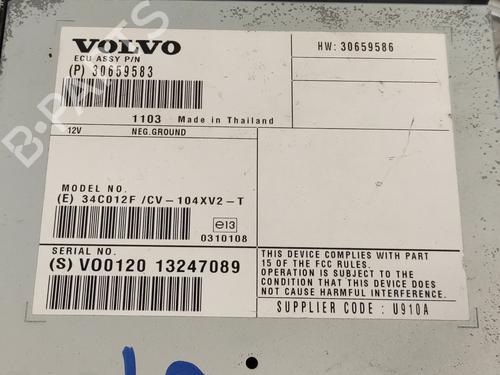 VOLVO
HW: 30659586
ECU ASSY P/N
(P) 30659583
1103 Made in Thailand
12V NEG.GROUND
MODEL NO.
(E) 34C012F /CV-104XV2-T
e13
0310108
SERIAL NO.
(S) VO0120 13247089
THIS DEVICE COMPLIES WITH PART
15 OF THE FCC RULES.
OPERATION IS SUBJECT TO THE
CONDITION THAT THIS DEVICE DOES
NOT CAUSE HARMFUL INTERFERENCE
SUPPLIER CODE : U910A
B-PARTS